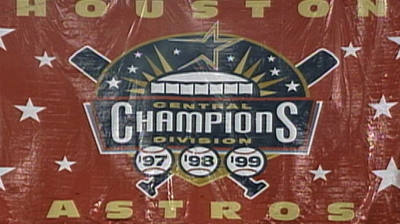 HOUSTON
CENTRAL
CHAMPIONS
DIVISION
'97 '98 '99
ASTROS